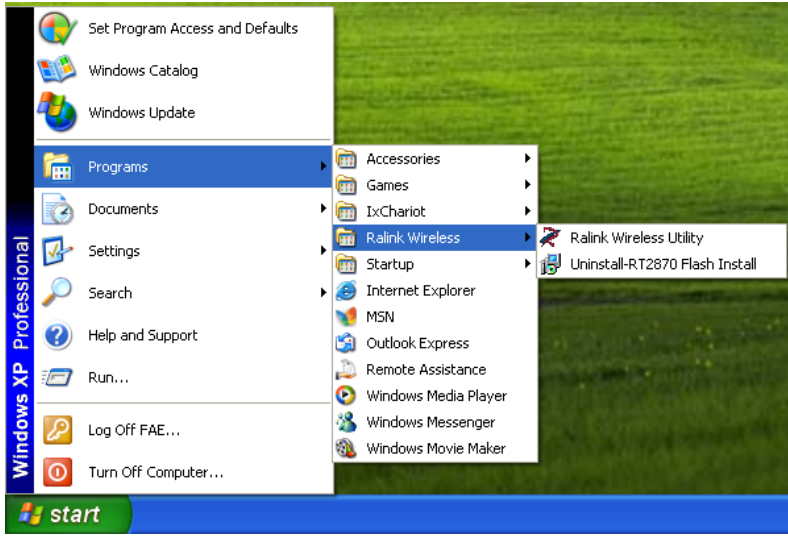 Set Program Access and Defaults
Windows Catalog
Windows Update
Programs
Documents
Settings
Search
Help and Support
Run...
Log Off FAE...
Turn Off Computer...
Windows XP Professional
start
Accessories
Games
IxChariot
Ralink Wireless
Startup
Internet Explorer
MSN
Outlook Express
Remote Assistance
Windows Media Player
Windows Messenger
Windows Movie Maker
Ralink Wireless Utility
Uninstall-RT2870 Flash Install